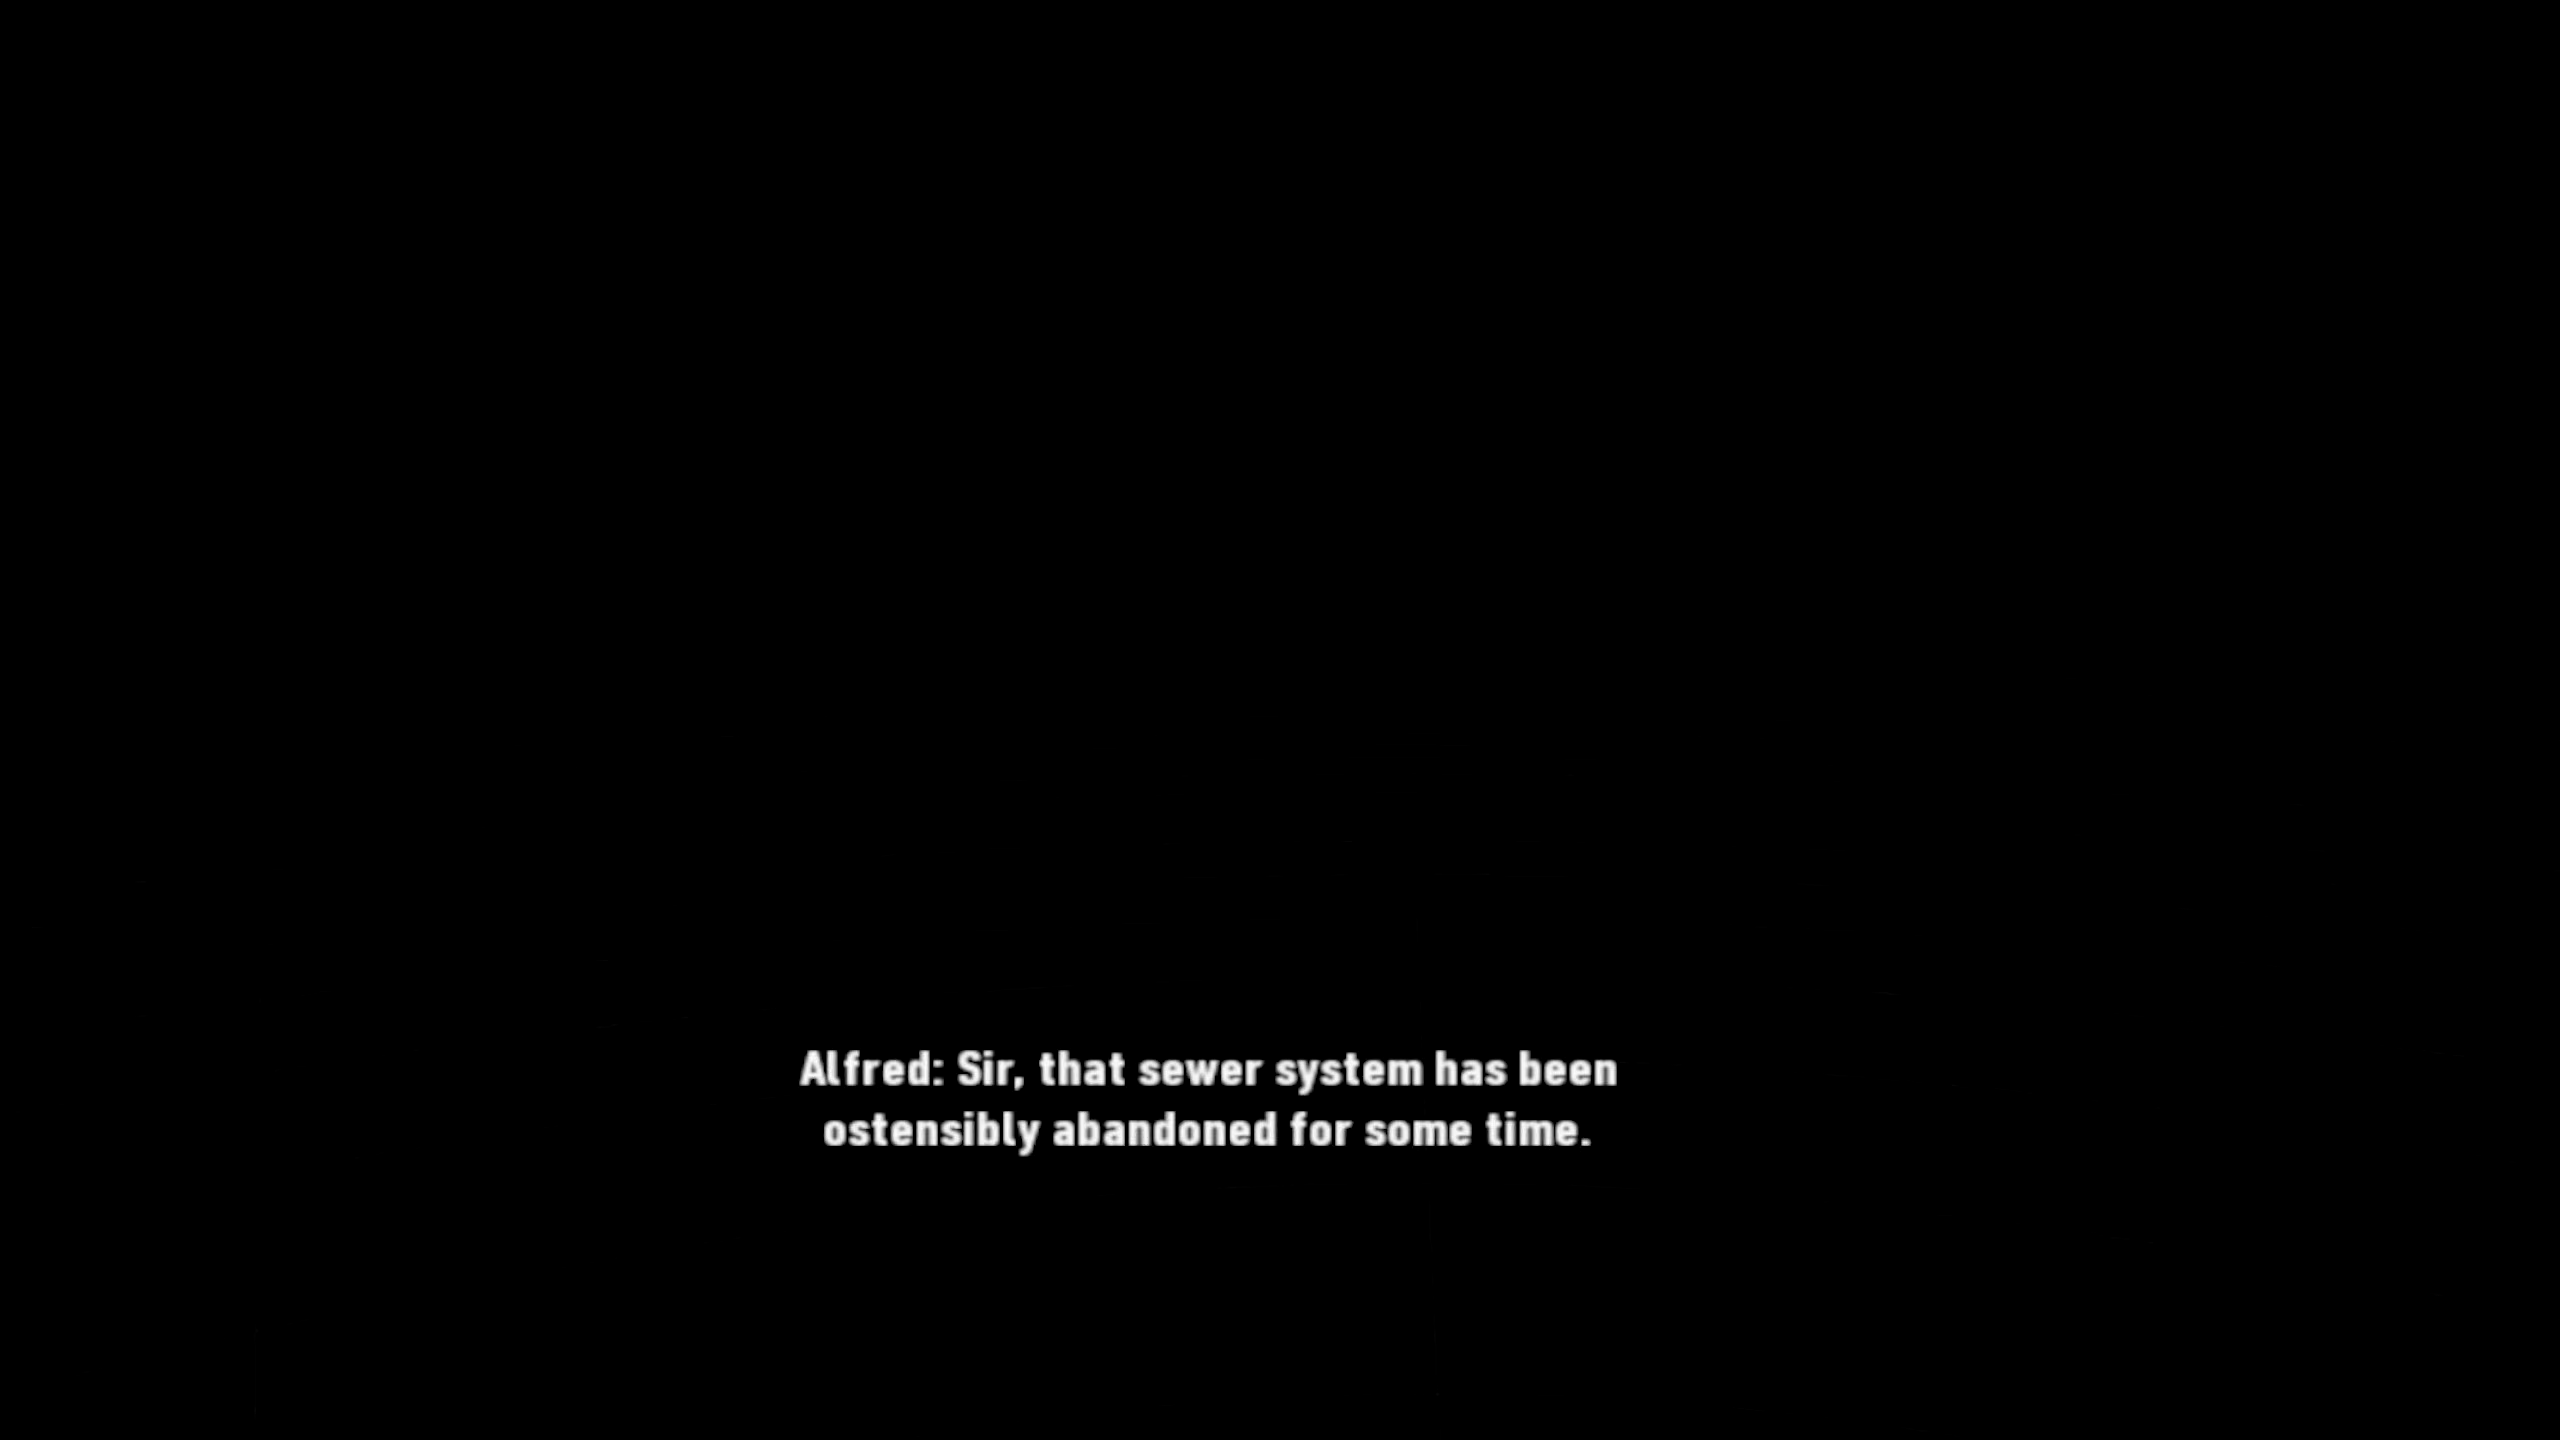 Alfred: Sir, that sewer system has been
ostensibly abandoned for some time.